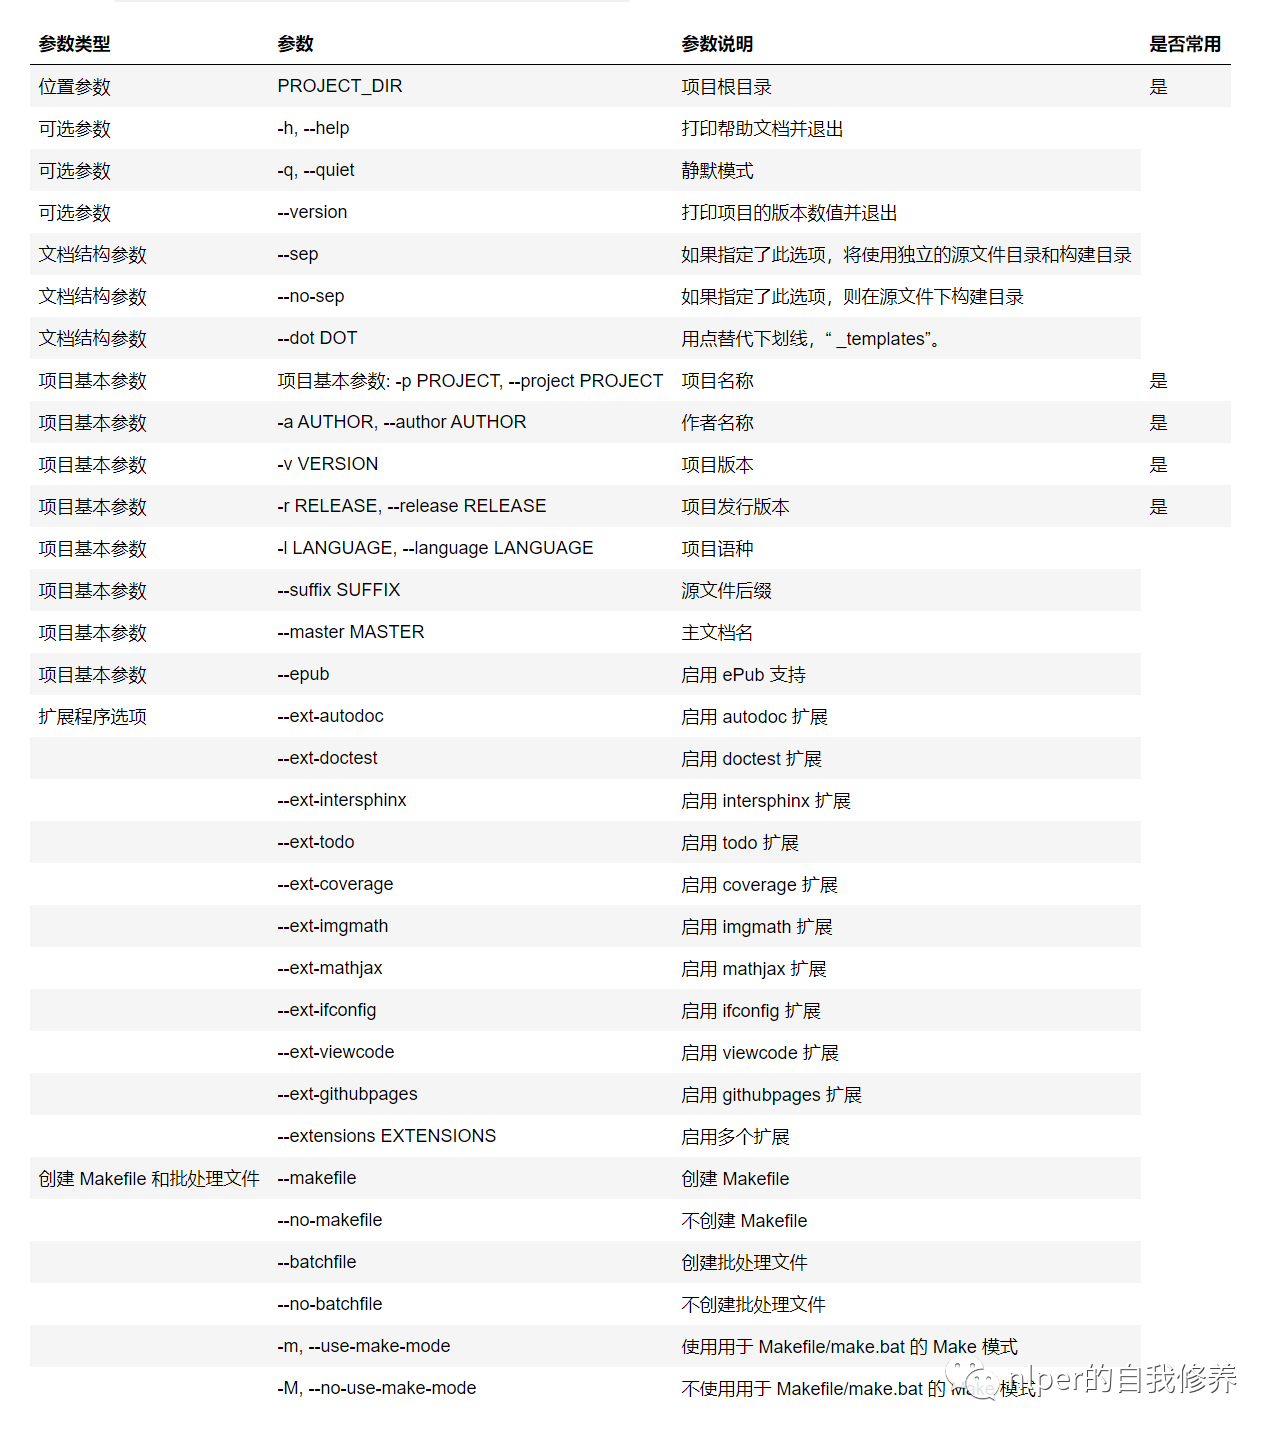 参数类型 参数 参数说明 是否常用
位置参数 PROJECT_DIR 项目根目录 是
可选参数 -h, --help 打印帮助文档并退出
可选参数 -q, --quiet 静默模式
可选参数 --version 打印项目的版本数值并退出
文档结构参数 --sep 如果指定了此选项，将使用独立的源文件目录和构建目录
文档结构参数 --no-sep 如果指定了此选项，则在源文件下构建目录
文档结构参数 --dot DOT 用点替代下划线，“ _templates”。
项目基本参数 项目基本参数: -p PROJECT, --project PROJECT 项目名称 是
项目基本参数 -a AUTHOR, --author AUTHOR 作者名称 是
项目基本参数 -v VERSION 项目版本 是
项目基本参数 -r RELEASE, --release RELEASE 项目发行版本 是
项目基本参数 -l LANGUAGE, --language LANGUAGE 项目语种
项目基本参数 --suffix SUFFIX 源文件后缀
项目基本参数 --master MASTER 主文档名
项目基本参数 --epub 启用 ePub 支持
扩展程序选项 --ext-autodoc 启用 autodoc 扩展
--ext-doctest 启用 doctest 扩展
--ext-intersphinx 启用 intersphinx 扩展
--ext-todo 启用 todo 扩展
--ext-coverage 启用 coverage 扩展
--ext-imgmath 启用 imgmath 扩展
--ext-mathjax 启用 mathjax 扩展
--ext-ifconfig 启用 ifconfig 扩展
--ext-viewcode 启用 viewcode 扩展
--ext-githubpages 启用 githubpages 扩展
--extensions EXTENSIONS 启用多个扩展
创建 Makefile 和批处理文件 --makefile 创建 Makefile
--no-makefile 不创建 Makefile
--batchfile 创建批处理文件
--no-batchfile 不创建批处理文件
-m, --use-make-mode 使用用于 Makefile/make.bat 的 Make 模式
-M, --no-use-make-mode 不使用用于 Makefile/make.bat 的 Make 模式
nlper的自我修养